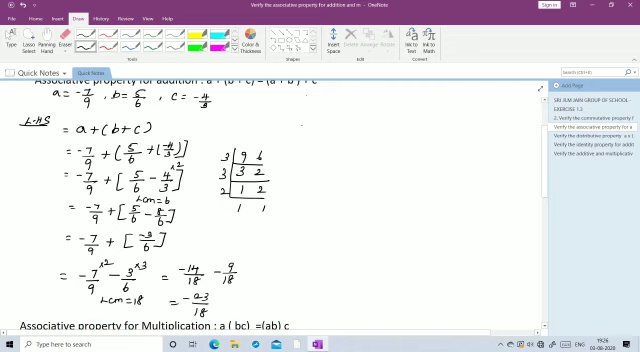 Verify the associative property for addition and m - OneNote
Sign in
File Home Insert Draw View Help
Type Lasso Select Panning Hand Eraser
Color & Thickness
Shapes
Insert Space Delete Arrange Rotate
Ink to Text Ink to Math
Tools
Shapes
Edit
Convert
Quick Notes
Quick Notes
Add Page
SRI JLM JAIN GROUP OF SCHOOL -
EXERCISE 1.3
2. Verify the commutative property f
Verify the associative property for a
Verify the distributive property a x (
Verify the identity property for addit
Verify the additive and multiplicativ
Associative property for addition : a + (b + c) = (a + b) + c
a = -7/9 , b = 5/6 , c = -4/3
LHS = a + (b + c)
= -7/9 + (5/6 + (-4/3)]
= -7/9 + [5/6 - 4/3 ×2]
Lcm = 6
= -7/9 + [5/6 - 8/6]
= -7/9 + [-3/6]
= -7/9 ×2 - 3/6 ×3 = -14/18 - 9/18
Lcm = 18
= -23/18
3 | 9 6
3 | 3 2
2 | 1 2
1 1
Associative property for Multiplication : a ( bc) =(ab) c
Type here to search
ENG
19:26
03-08-2020